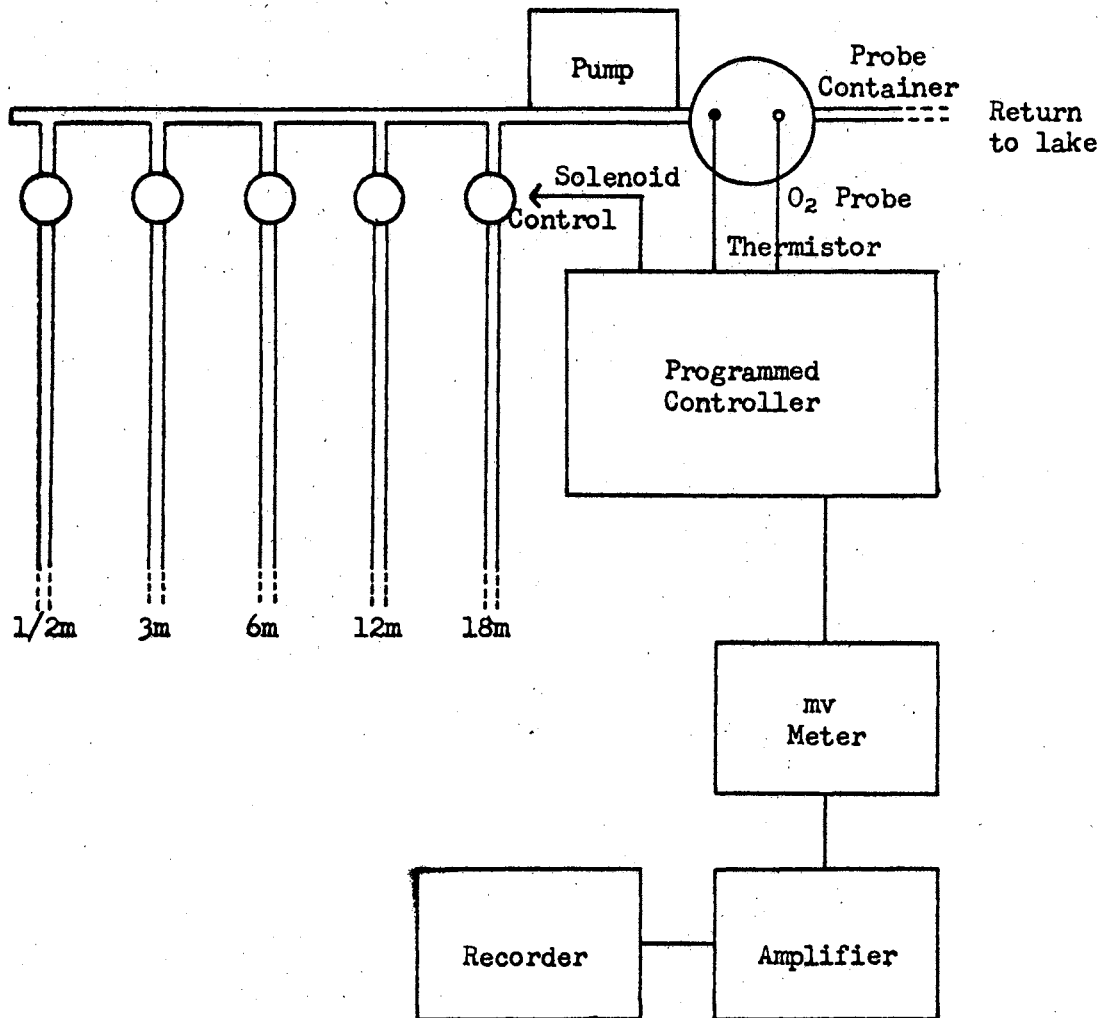 Pump
Probe
Container
Return
to lake
Solenoid
Control
O₂ Probe
Thermistor
Programmed
Controller
1/2m
3m
6m
12m
18m
mv
Meter
Recorder
Amplifier